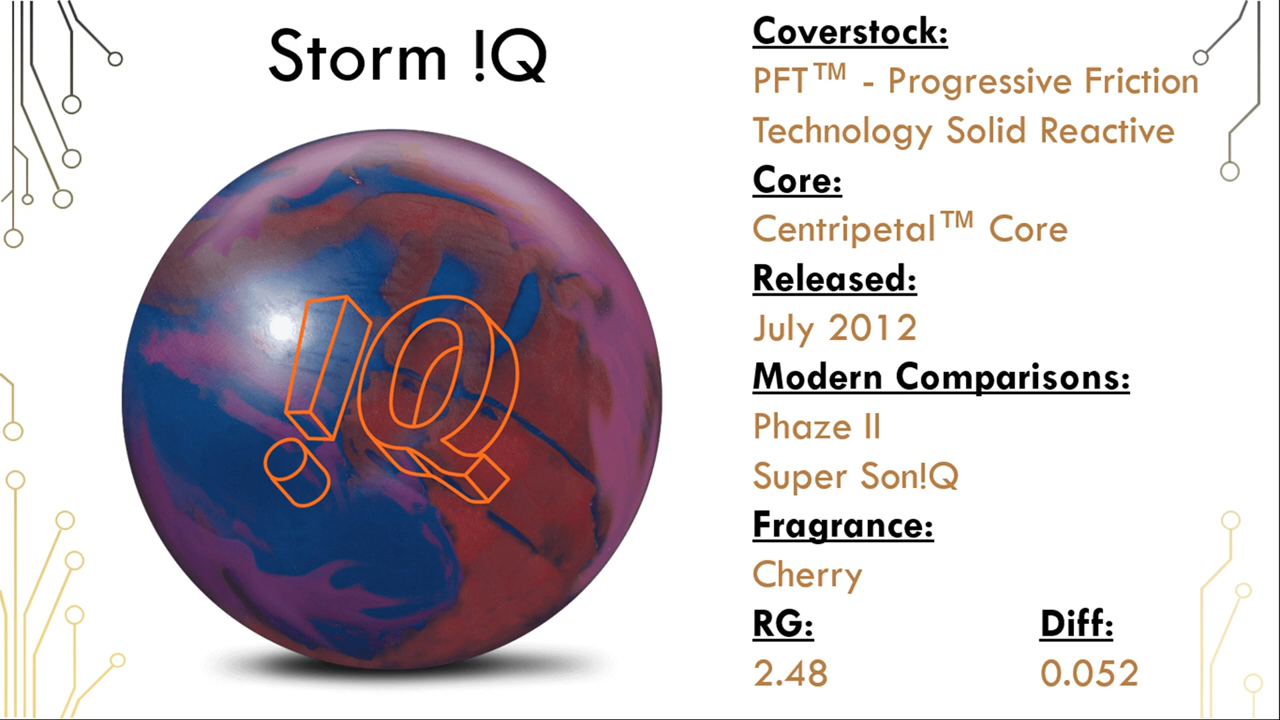 Storm !Q
!Q
Coverstock:
PFT™ - Progressive Friction
Technology Solid Reactive
Core:
Centripetal™ Core
Released:
July 2012
Modern Comparisons:
Phaze II
Super Son!Q
Fragrance:
Cherry
RG: Diff:
2.48 0.052